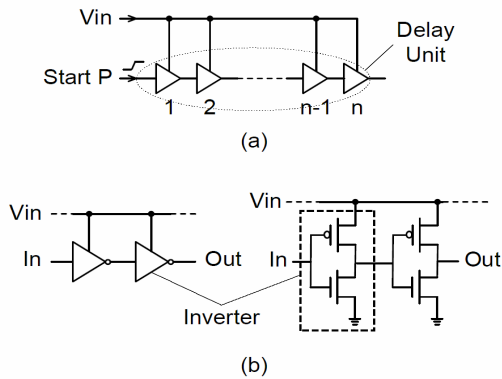 Vin
Delay
Unit
Start P
1 2 n-1 n
(a)
Vin Vin
In Out In Out
Inverter
(b)